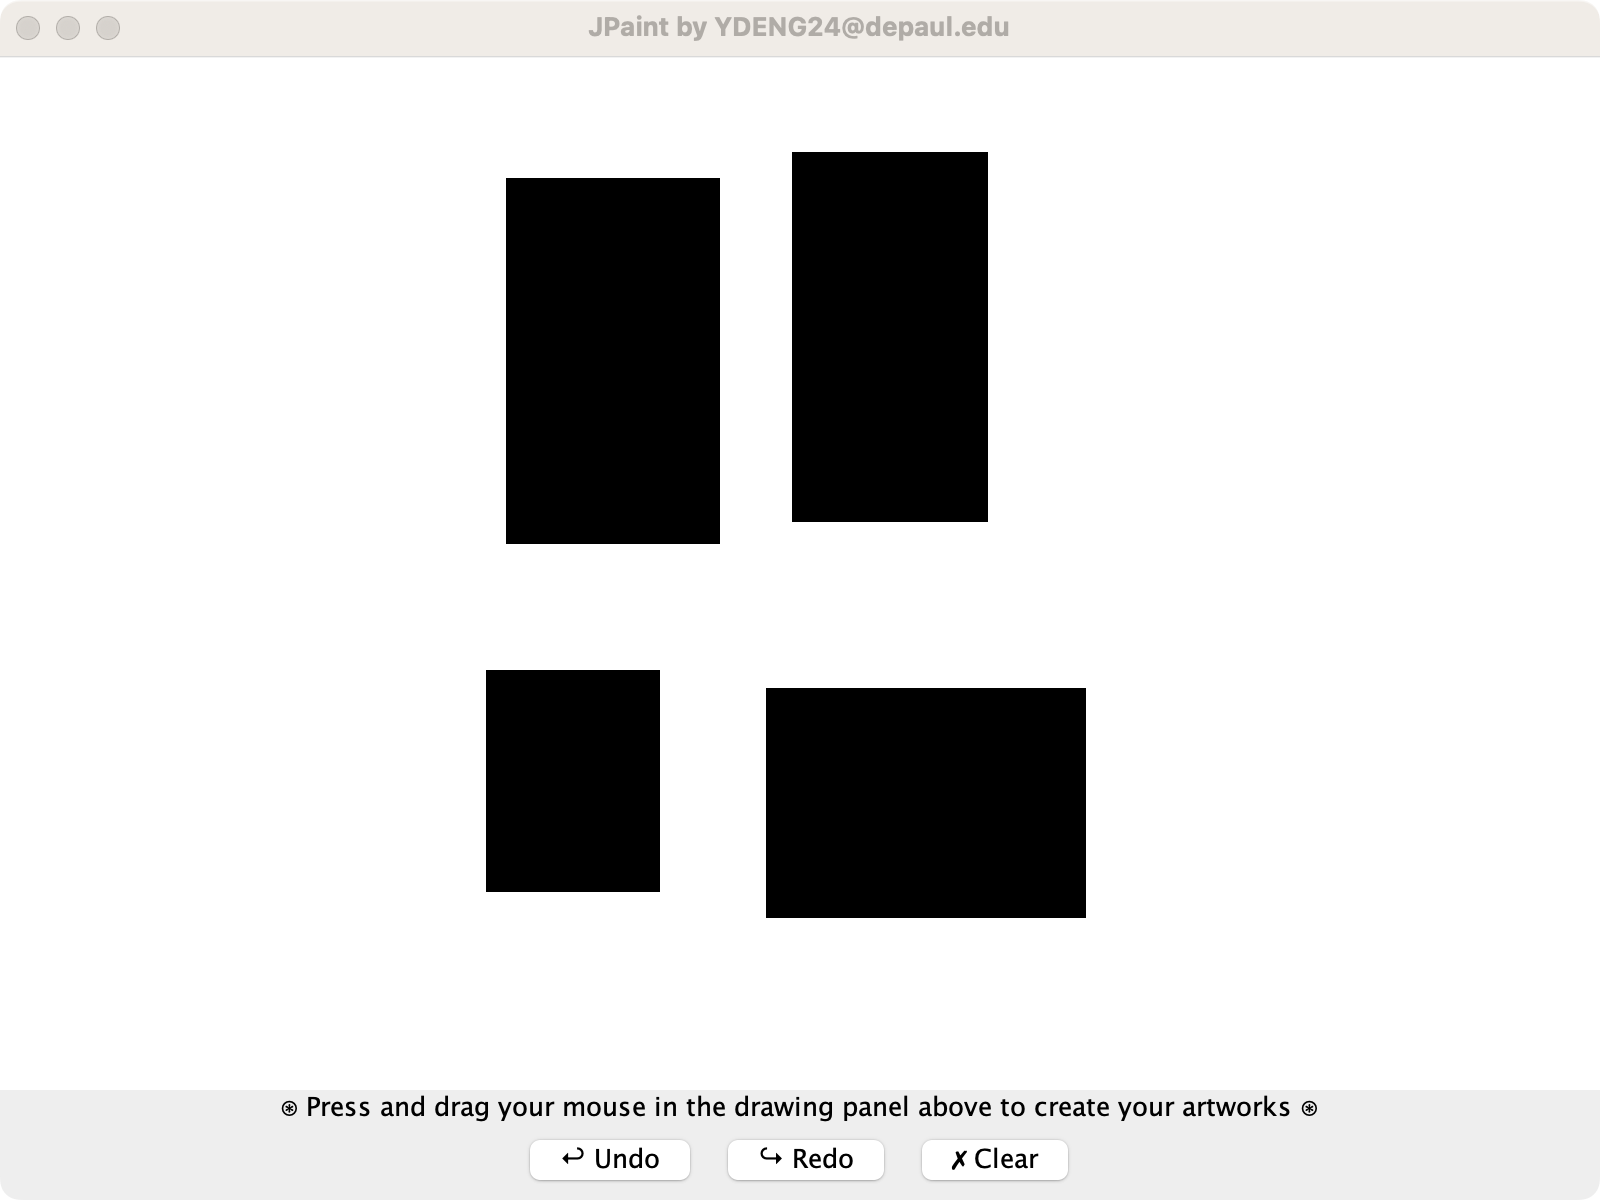 JPaint by YDENG24@depaul.edu
⊛ Press and drag your mouse in the drawing panel above to create your artworks ⊛
↩ Undo
↪ Redo
✗ Clear